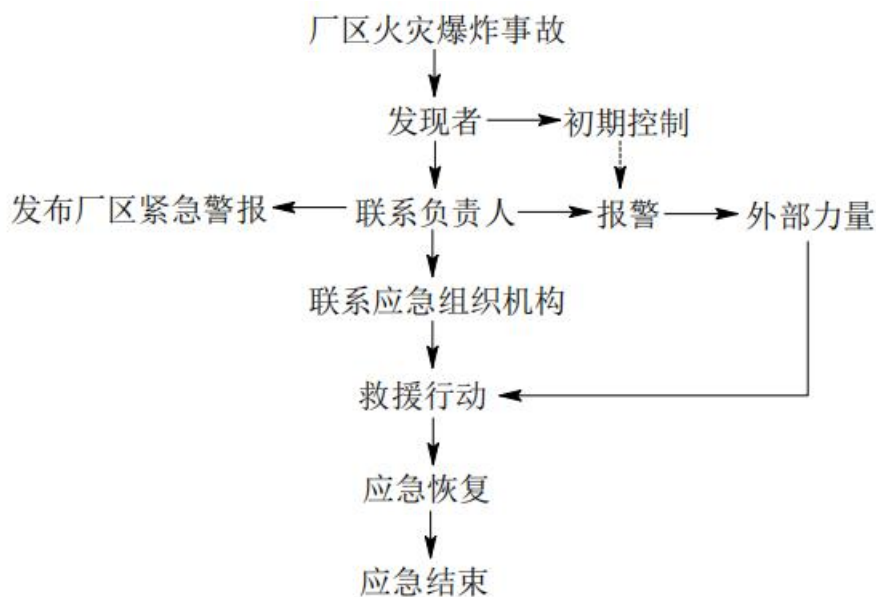 厂区火灾爆炸事故
发现者 初期控制
发布厂区紧急警报 联系负责人 报警 外部力量
联系应急组织机构
救援行动
应急恢复
应急结束